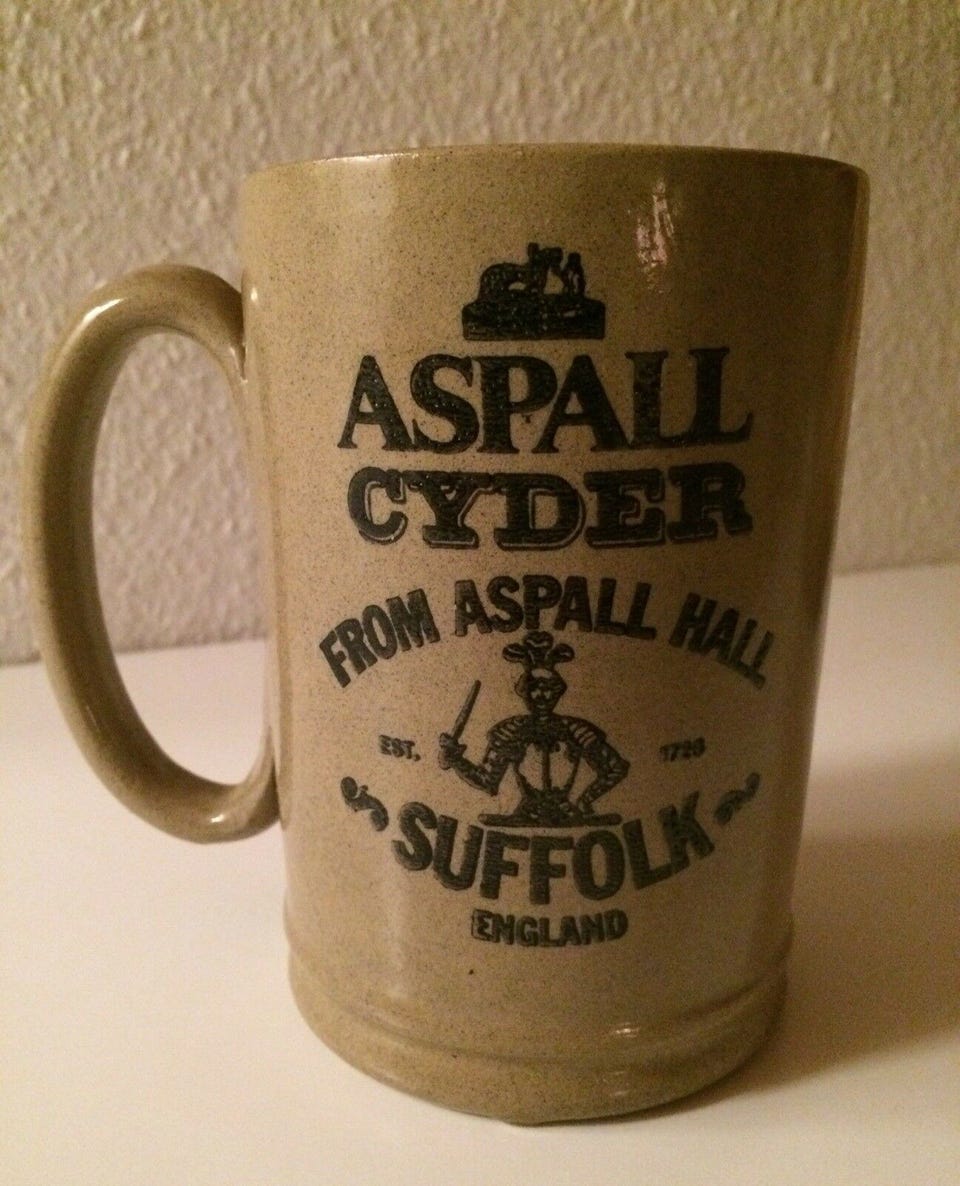 ASPALL
CYDER
FROM ASPALL HALL
EST. 1728
SUFFOLK
ENGLAND